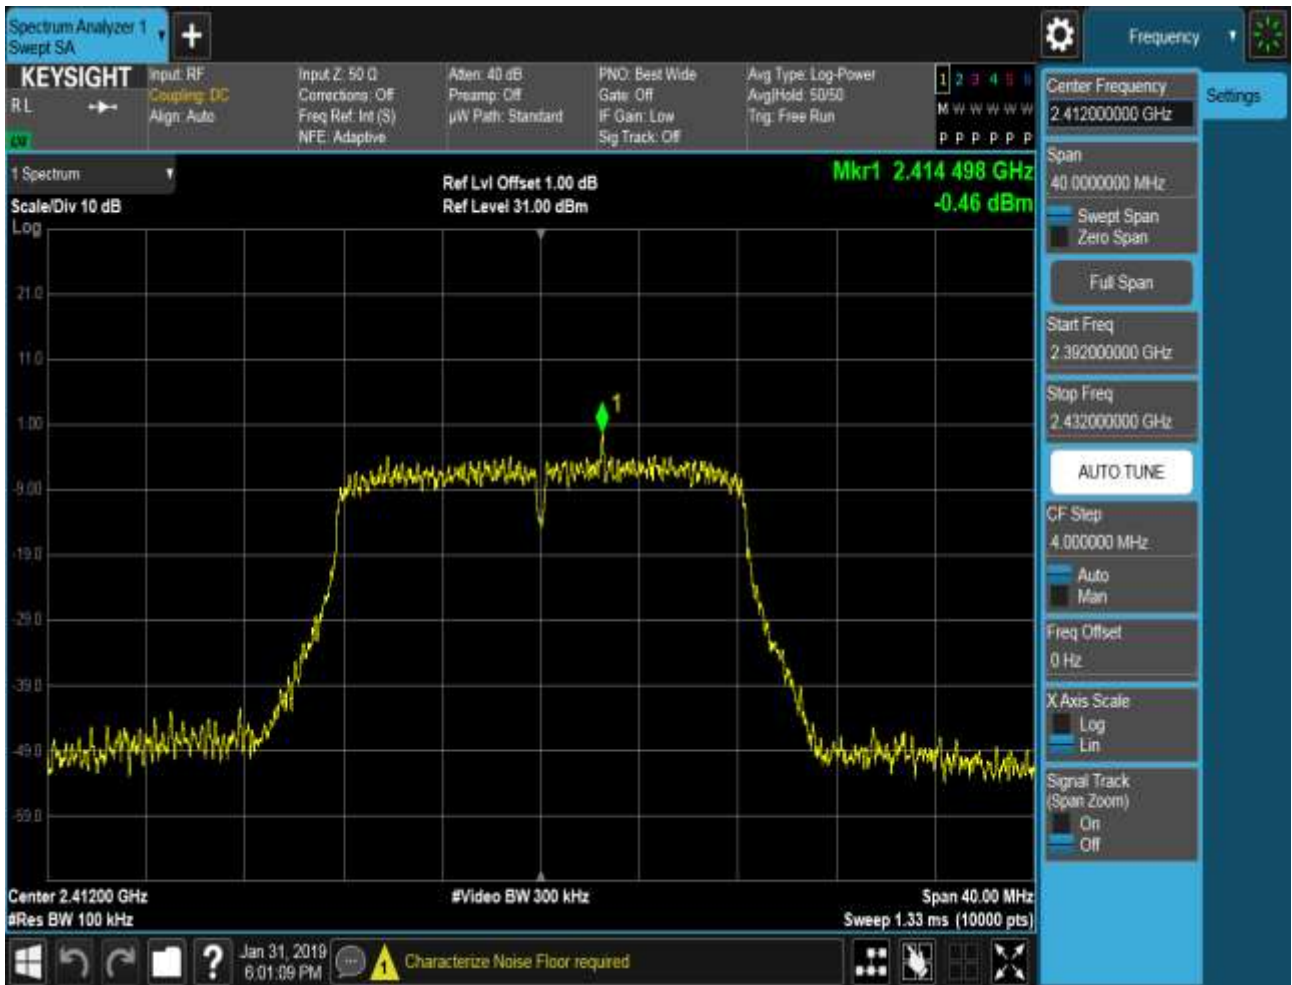 Spectrum Analyzer 1
Swept SA
+
Frequency
KEYSIGHT
R L
Input: RF
Coupling: DC
Align: Auto
Input Z: 50 Ω
Corrections: Off
Freq Ref: Int (S)
NFE: Adaptive
Atten: 40 dB
Preamp: Off
µW Path: Standard
PNO: Best Wide
Gate: Off
IF Gain: Low
Sig Track: Off
Avg Type: Log-Power
Avg|Hold: 50/50
Trig: Free Run
1 2 3 4 5 6
M W W W W W
P P P P P P
1 Spectrum
Scale/Div 10 dB
Log
Ref Lvl Offset 1.00 dB
Ref Level 31.00 dBm
Mkr1 2.414 498 GHz
-0.46 dBm
21.0
11.0
1.00
-9.00
-19.0
-29.0
-39.0
-49.0
-59.0
1
Center 2.41200 GHz
#Res BW 100 kHz
#Video BW 300 kHz
Span 40.00 MHz
Sweep 1.33 ms (10000 pts)
Center Frequency
2.412000000 GHz
Settings
Span
40.0000000 MHz
Swept Span
Zero Span
Full Span
Start Freq
2.392000000 GHz
Stop Freq
2.432000000 GHz
AUTO TUNE
CF Step
4.000000 MHz
Auto
Man
Freq Offset
0 Hz
X Axis Scale
Log
Lin
Signal Track
(Span Zoom)
On
Off
?
Jan 31, 2019
6:01:09 PM
1
Characterize Noise Floor required